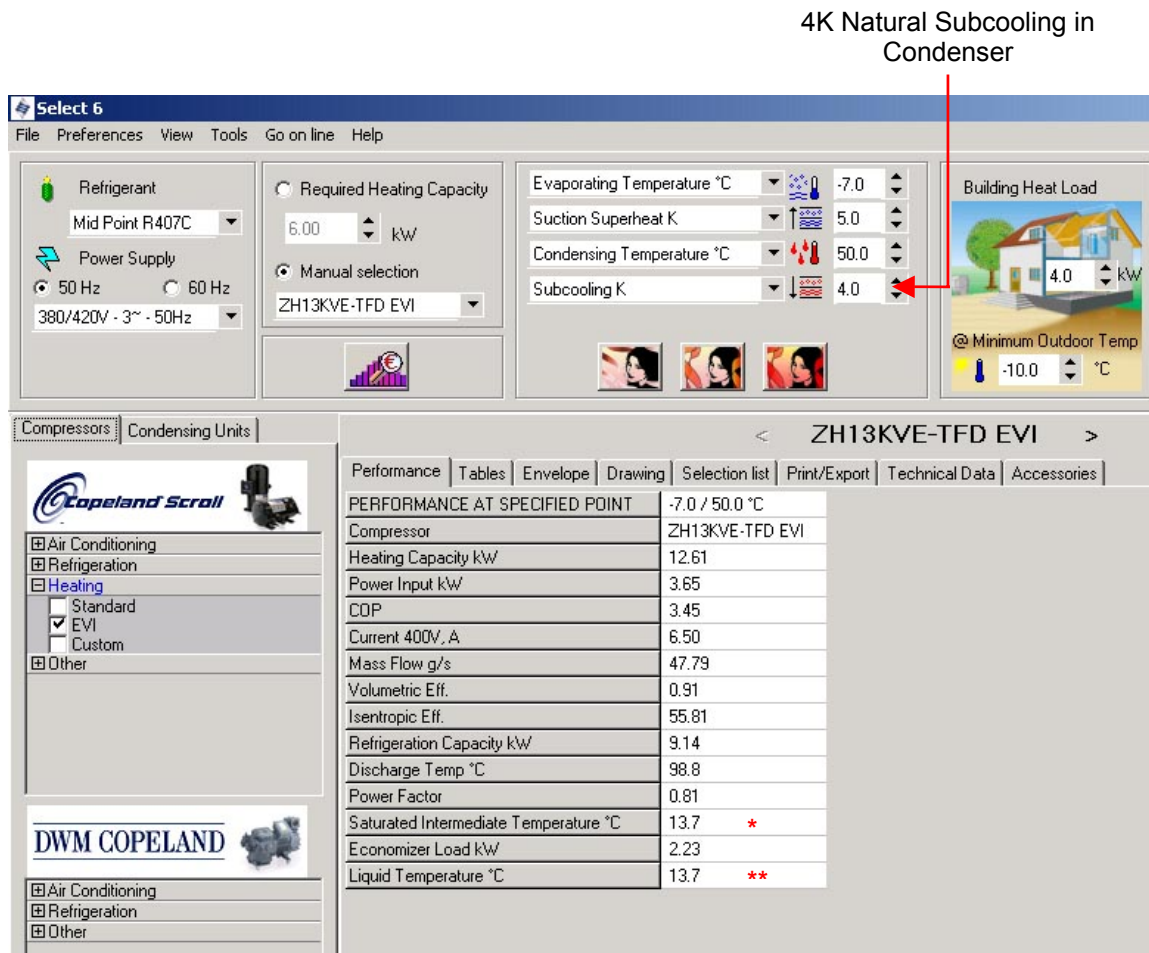 4K Natural Subcooling in
Condenser
Select 6
File Preferences View Tools Go on line Help
Refrigerant
Mid Point R407C
Power Supply
50 Hz 60 Hz
380/420V - 3~ - 50Hz
Required Heating Capacity
6.00 kW
Manual selection
ZH13KVE-TFD EVI
Evaporating Temperature °C -7.0
Suction Superheat K 5.0
Condensing Temperature °C 50.0
Subcooling K 4.0
Building Heat Load
4.0 kW
@ Minimum Outdoor Temp
-10.0 °C
Compressors Condensing Units
Copeland Scroll
Air Conditioning
Refrigeration
Heating
Standard
EVI
Custom
Other
DWM COPELAND
Air Conditioning
Refrigeration
Other
< ZH13KVE-TFD EVI >
Performance Tables Envelope Drawing Selection list Print/Export Technical Data Accessories
PERFORMANCE AT SPECIFIED POINT -7.0 / 50.0 °C
Compressor ZH13KVE-TFD EVI
Heating Capacity kW 12.61
Power Input kW 3.65
COP 3.45
Current 400V, A 6.50
Mass Flow g/s 47.79
Volumetric Eff. 0.91
Isentropic Eff. 55.81
Refrigeration Capacity kW 9.14
Discharge Temp °C 98.8
Power Factor 0.81
Saturated Intermediate Temperature °C 13.7 *
Economizer Load kW 2.23
Liquid Temperature °C 13.7 **